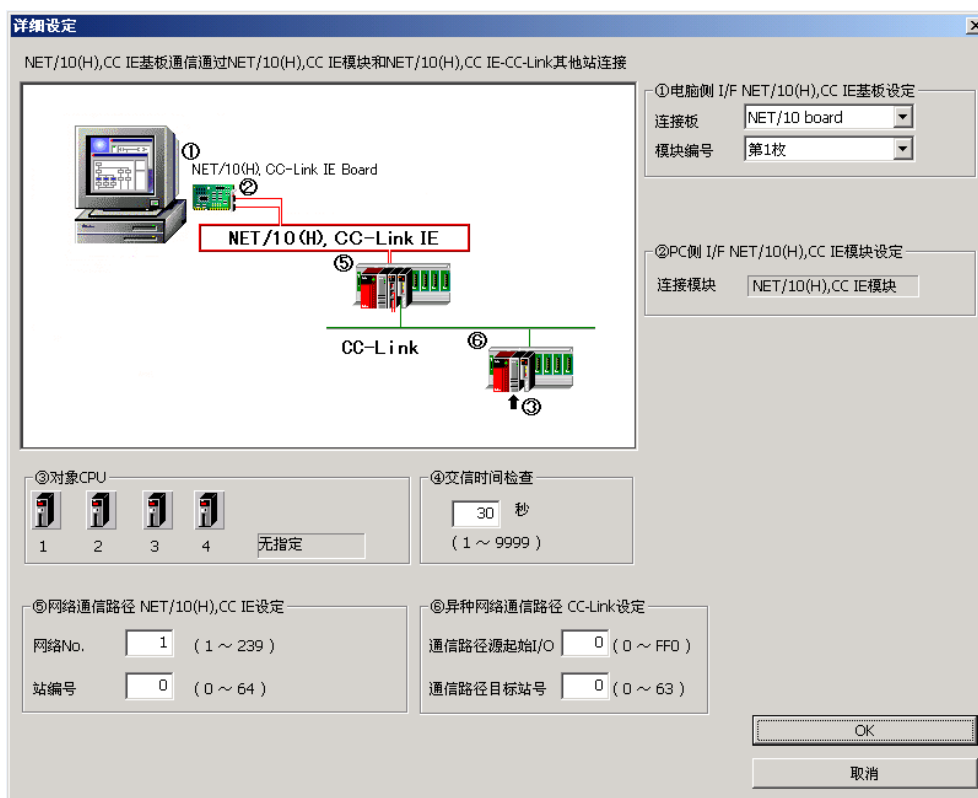 详细设定
NET/10(H),CC IE基板通信通过NET/10(H),CC IE模块和NET/10(H),CC IE-CC-Link其他站连接
①
NET/10(H), CC-Link IE Board
②
NET/10(H), CC-Link IE
⑤
CC-Link
⑥
③
①电脑侧 I/F NET/10(H),CC IE基板设定
连接板 NET/10 board
模块编号 第1枚
②PC侧 I/F NET/10(H),CC IE模块设定
连接模块 NET/10(H),CC IE模块
③对象CPU
1 2 3 4 无指定
④交信时间检查
30 秒
(1～9999)
⑤网络通信路径 NET/10(H),CC IE设定
网络No. 1 (1～239)
站编号 0 (0～64)
⑥异种网络通信路径 CC-Link设定
通信路径源起始I/O 0 (0～FF0)
通信路径目标站号 0 (0～63)
OK
取消